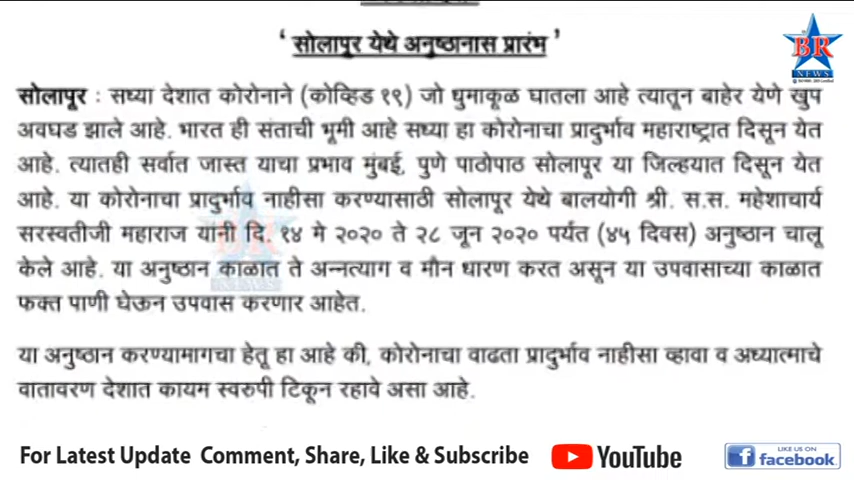 ‘ सोलापुर येथे अनुष्ठानास प्रारंभ ’
BR
NEWS
सोलापूर : सध्या देशात कोरोनाने (कोव्हिड १९) जो धुमाकूळ घातला आहे त्यातून बाहेर येणे खुप
अवघड झाले आहे. भारत ही संताची भूमी आहे सध्या हा कोरोनाचा प्रादुर्भाव महाराष्ट्रात दिसून येत
आहे. त्यातही सर्वात जास्त याचा प्रभाव मुंबई, पुणे पाठोपाठ सोलापूर या जिल्हयात दिसून येत
आहे. या कोरोनाचा प्रादुर्भाव नाहीसा करण्यासाठी सोलापूर येथे बालयोगी श्री. स.स. महेशाचार्य
सरस्वतीजी महाराज यांनी दि. १४ मे २०२० ते २८ जून २०२० पर्यंत (४५ दिवस) अनुष्ठान चालू
केले आहे. या अनुष्ठान काळात ते अन्नत्याग व मौन धारण करत असून या उपवासाच्या काळात
फक्त पाणी घेऊन उपवास करणार आहेत.
या अनुष्ठान करण्यामागचा हेतू हा आहे की, कोरोनाचा वाढता प्रादुर्भाव नाहीसा व्हावा व अध्यात्माचे
वातावरण देशात कायम स्वरुपी टिकून रहावे असा आहे.
For Latest Update Comment, Share, Like & Subscribe
YouTube
LIKE US ON
facebook